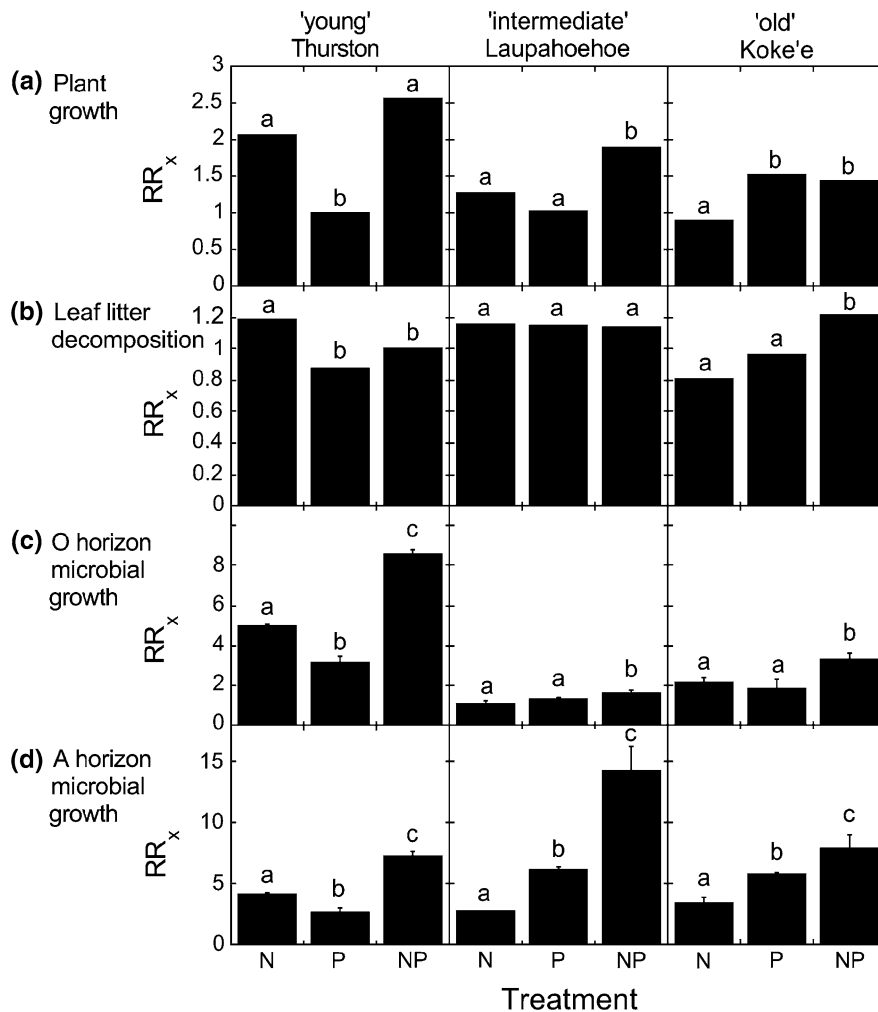 'young' 'intermediate' 'old'
Thurston Laupahoehoe Koke'e
(a) Plant
growth
RRx
3
2.5
2
1.5
1
0.5
0
a b a a a b a b b
(b) Leaf litter
decomposition
RRx
1.2
1
0.8
0.6
0.4
0.2
0
a b b a a a a a b
(c) O horizon
microbial
growth
RRx
8
6
4
2
0
a b c a a b a a b
(d) A horizon
microbial
growth
RRx
15
10
5
0
a b c a b c a b c
N P NP N P NP N P NP
Treatment